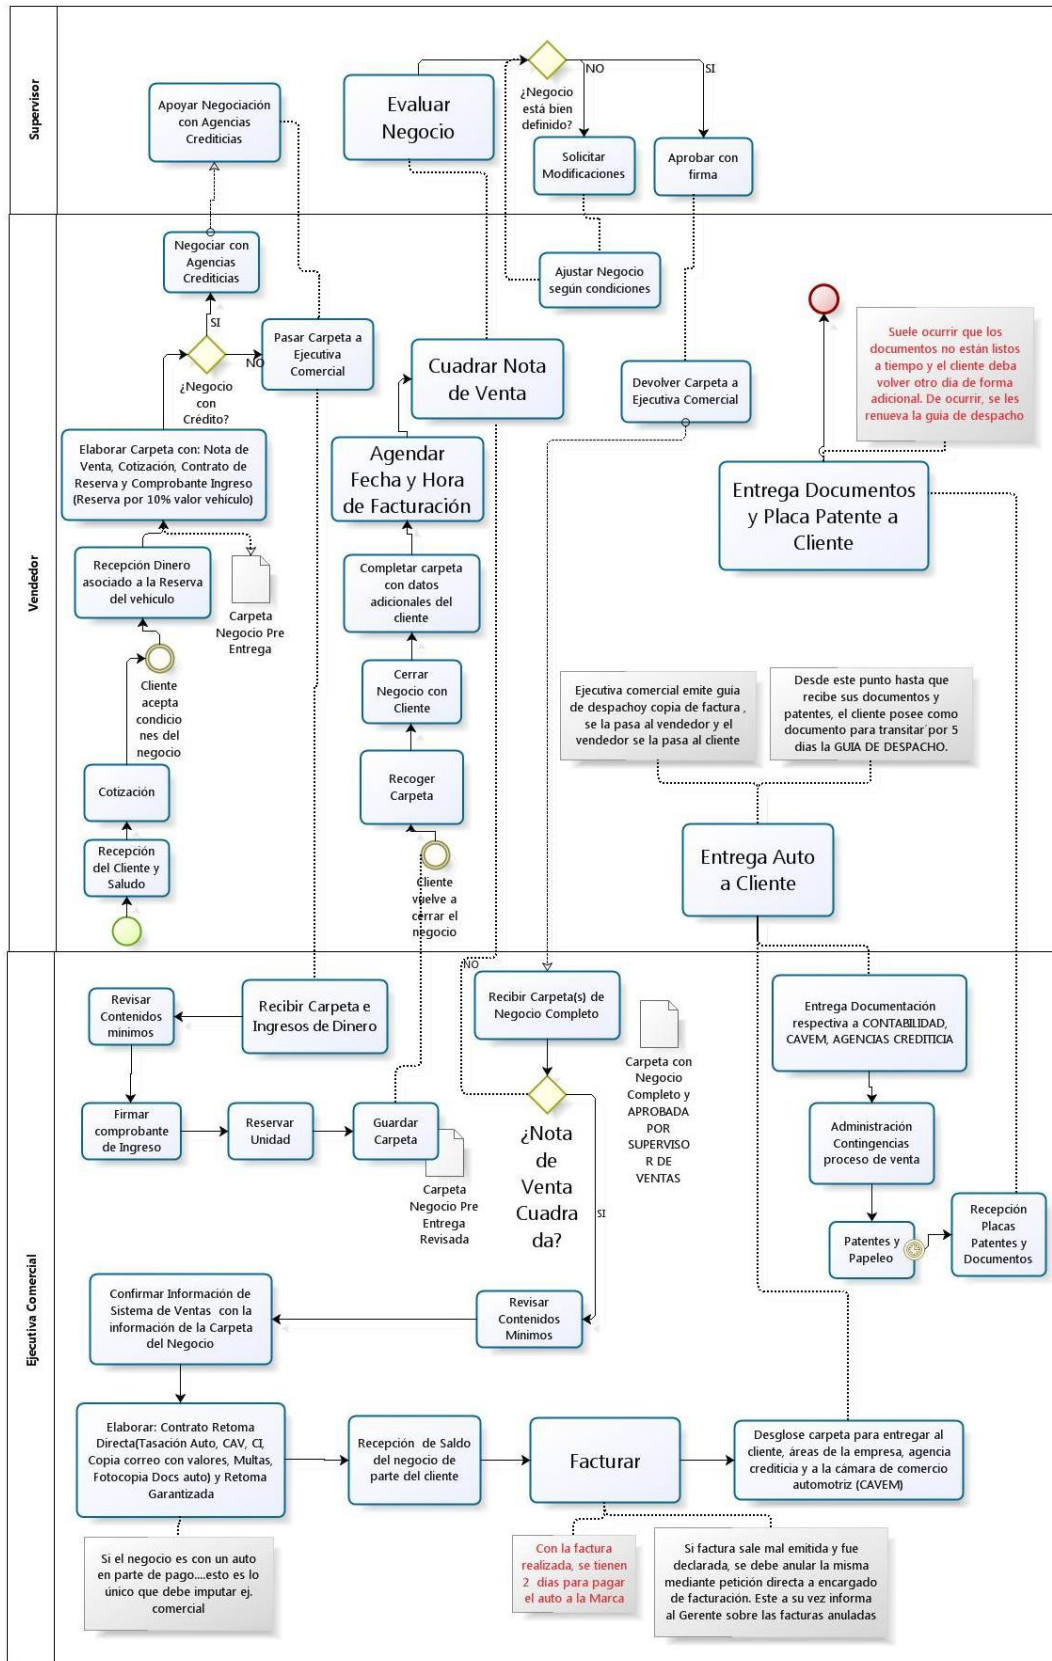 Supervisor
Apoyar Negociación
con Agencias
Crediticias
Evaluar
Negocio
¿Negocio
está bien
definido?
NO
SI
Solicitar
Modificaciones
Aprobar con
firma
Vendedor
Negociar con
Agencias
Crediticias
SI
NO
¿Negocio
con
Crédito?
Pasar Carpeta a
Ejecutiva
Comercial
Ajustar Negocio
según condiciones
Cuadrar Nota
de Venta
Devolver Carpeta a
Ejecutiva Comercial
Suele ocurrir que los
documentos no están listos
a tiempo y el cliente deba
volver otro dia de forma
adicional. De ocurrir, se les
renueva la guia de despacho
Elaborar Carpeta con: Nota de
Venta, Cotización, Contrato de
Reserva y Comprobante Ingreso
(Reserva por 10% valor vehículo)
Agendar
Fecha y Hora
de Facturación
Entrega Documentos
y Placa Patente a
Cliente
Recepción Dinero
asociado a la Reserva
del vehículo
Carpeta
Negocio Pre
Entrega
Completar carpeta
con datos
adicionales del
cliente
Cliente
acepta
condicio
nes del
negocio
Cerrar
Negocio con
Cliente
Ejecutiva comercial emite guía
de despachoy copia de factura ,
se la pasa al vendedor y el
vendedor se la pasa al cliente
Desde este punto hasta que
recibe sus documentos y
patentes, el cliente posee como
documento para transitar por 5
días la GUIA DE DESPACHO.
Cotización
Recoger
Carpeta
Recepción
del Cliente y
Saludo
Cliente
vuelve a
cerrar el
negocio
Entrega Auto
a Cliente
Ejecutiva Comercial
Revisar
Contenidos
minimos
Recibir Carpeta e
Ingresos de Dinero
NO
Recibir Carpeta(s) de
Negocio Completo
Carpeta con
Negocio
Completo y
APROBADA
POR
SUPERVISO
R DE
VENTAS
Entrega Documentación
respectiva a CONTABILIDAD,
CAVEM, AGENCIAS CREDITICIA
Firmar
comprobante
de Ingreso
Reservar
Unidad
Guardar
Carpeta
Carpeta
Negocio Pre
Entrega
Revisada
¿Nota
de
Venta
Cuadra
da?
SI
Administración
Contingencias
proceso de venta
Patentes y
Papeleo
Recepción
Placas
Patentes y
Documentos
Confirmar Información de
Sistema de Ventas con la
información de la Carpeta
del Negocio
Revisar
Contenidos
Minimos
Elaborar: Contrato Retoma
Directa(Tasación Auto, CAV, CI,
Copia correo con valores, Multas,
Fotocopia Docs auto) y Retoma
Garantizada
Recepción de Saldo
del negocio de
parte del cliente
Facturar
Desglose carpeta para entregar al
cliente, áreas de la empresa, agencia
crediticia y a la cámara de comercio
automotriz (CAVEM)
Si el negocio es con un auto
en parte de pago....esto es lo
único que debe imputar ej.
comercial
Con la factura
realizada, se tienen
2 dias para pagar
el auto a la Marca
Si factura sale mal emitida y fue
declarada, se debe anular la misma
mediante petición directa a encargado
de facturación. Este a su vez informa
al Gerente sobre las facturas anuladas